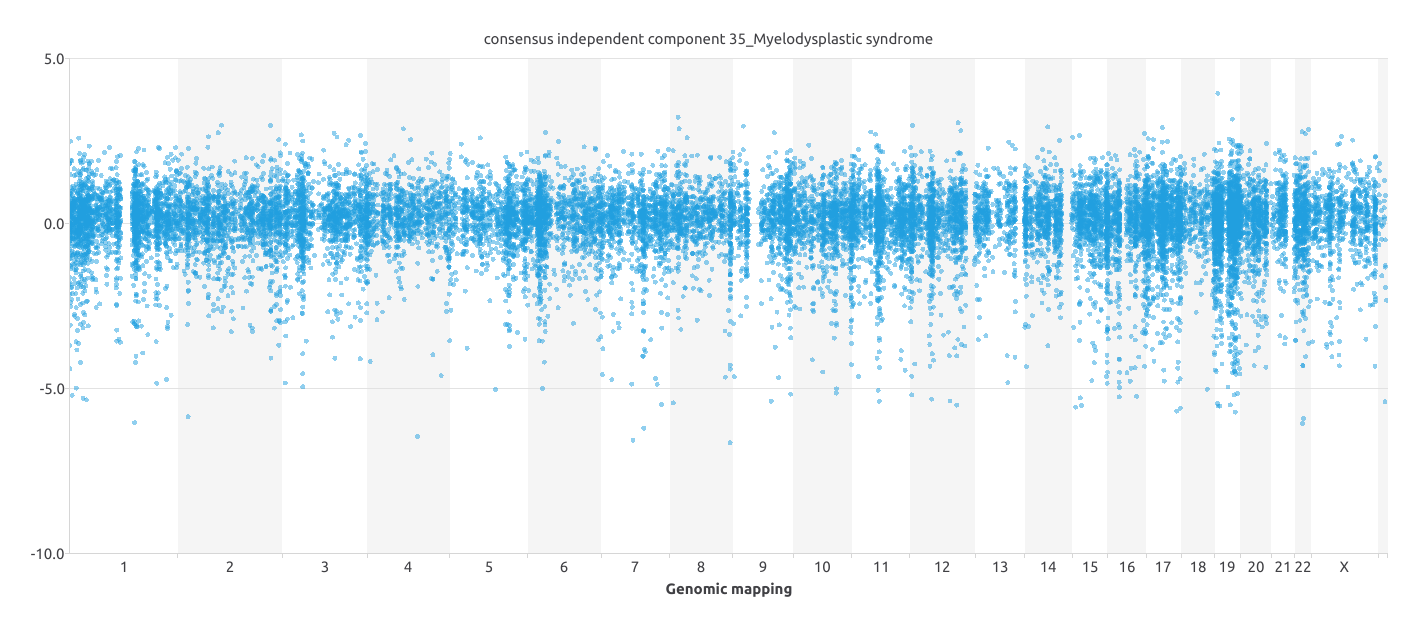 consensus independent component 35_Myelodysplastic syndrome
5.0
0.0
-5.0
-10.0
1 2 3 4 5 6 7 8 9 10 11 12 13 14 15 16 17 18 19 20 21 22 X
Genomic mapping